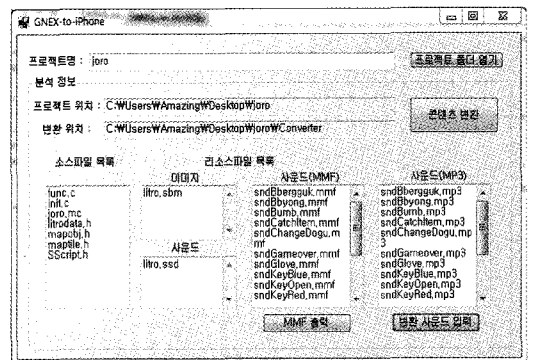 GNEX-to-iPhone
프로젝트명 : joro
프로젝트 폴더 열기
분석 정보
프로젝트 위치 : C:₩Users₩Amazing₩Desktop₩joro
변환 위치 : C:₩Users₩Amazing₩Desktop₩joro₩Converter
콘텐츠 변환
소스파일 목록
리소스파일 목록
이미지
사운드(MMF)
사운드(MP3)
func.c
init.c
joro.mc
litrodata.h
mapobj.h
maptile.h
SScript.h
litro.sbm
사운드
litro.ssd
sndBbergguk.mmf
sndBbyong.mmf
sndBumb.mmf
sndCatchItem.mmf
sndChangeDogu.m
mf
sndGameover.mmf
sndGlove.mmf
sndKeyBlue.mmf
sndKeyOpen.mmf
sndKeyRed.mmf
sndBbergguk.mp3
sndBbyong.mp3
sndBumb.mp3
sndCatchItem.mp3
sndChangeDogu.mp
3
sndGameover.mp3
sndGlove.mp3
sndKeyBlue.mp3
sndKeyOpen.mp3
sndKeyRed.mp3
MMF 출력
변환 사운드 입력